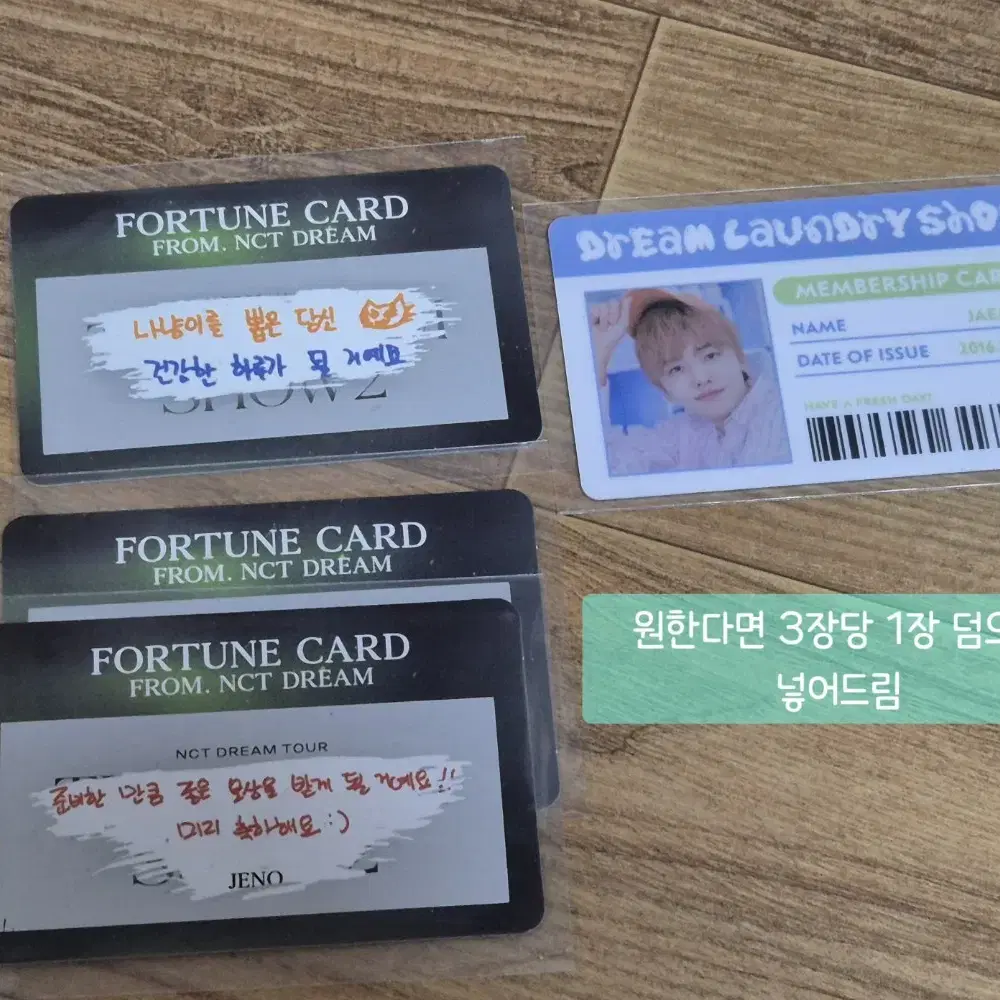 FORTUNE CARD
FROM. NCT DREAM
나냥이를 뽑은 당신
건강한 하루가 될 거예요
SHOW 2
DREAM LAUNDRY SHO
MEMBERSHIP CAR
NAME JAE
DATE OF ISSUE 2016.
HAVE A FRESH DAY!
FORTUNE CARD
FROM. NCT DREAM
FORTUNE CARD
FROM. NCT DREAM
NCT DREAM TOUR
준비한 만큼 좋은 보상을 받게 될 거예요!!
미리 축하해요 :)
JENO
원한다면 3장당 1장 덤으
넣어드림